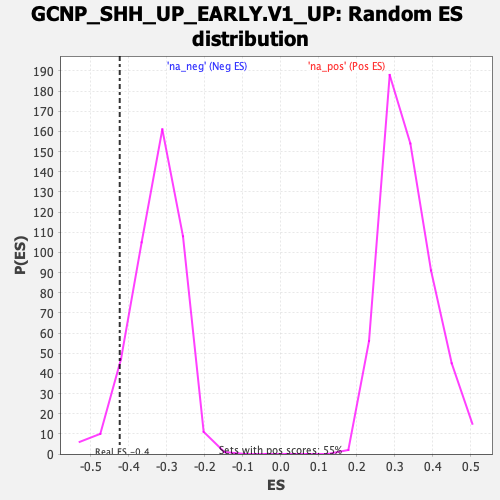 GCNP_SHH_UP_EARLY.V1_UP: Random ES
distribution
'na_neg' (Neg ES)
'na_pos' (Pos ES)
190
180
170
160
150
140
130
120
110
100
90
80
70
60
50
40
30
20
10
0
P(ES)
Real ES -0.4
Sets with pos scores: 55%
-0.5 -0.4 -0.3 -0.2 -0.1 0.0 0.1 0.2 0.3 0.4 0.5
ES